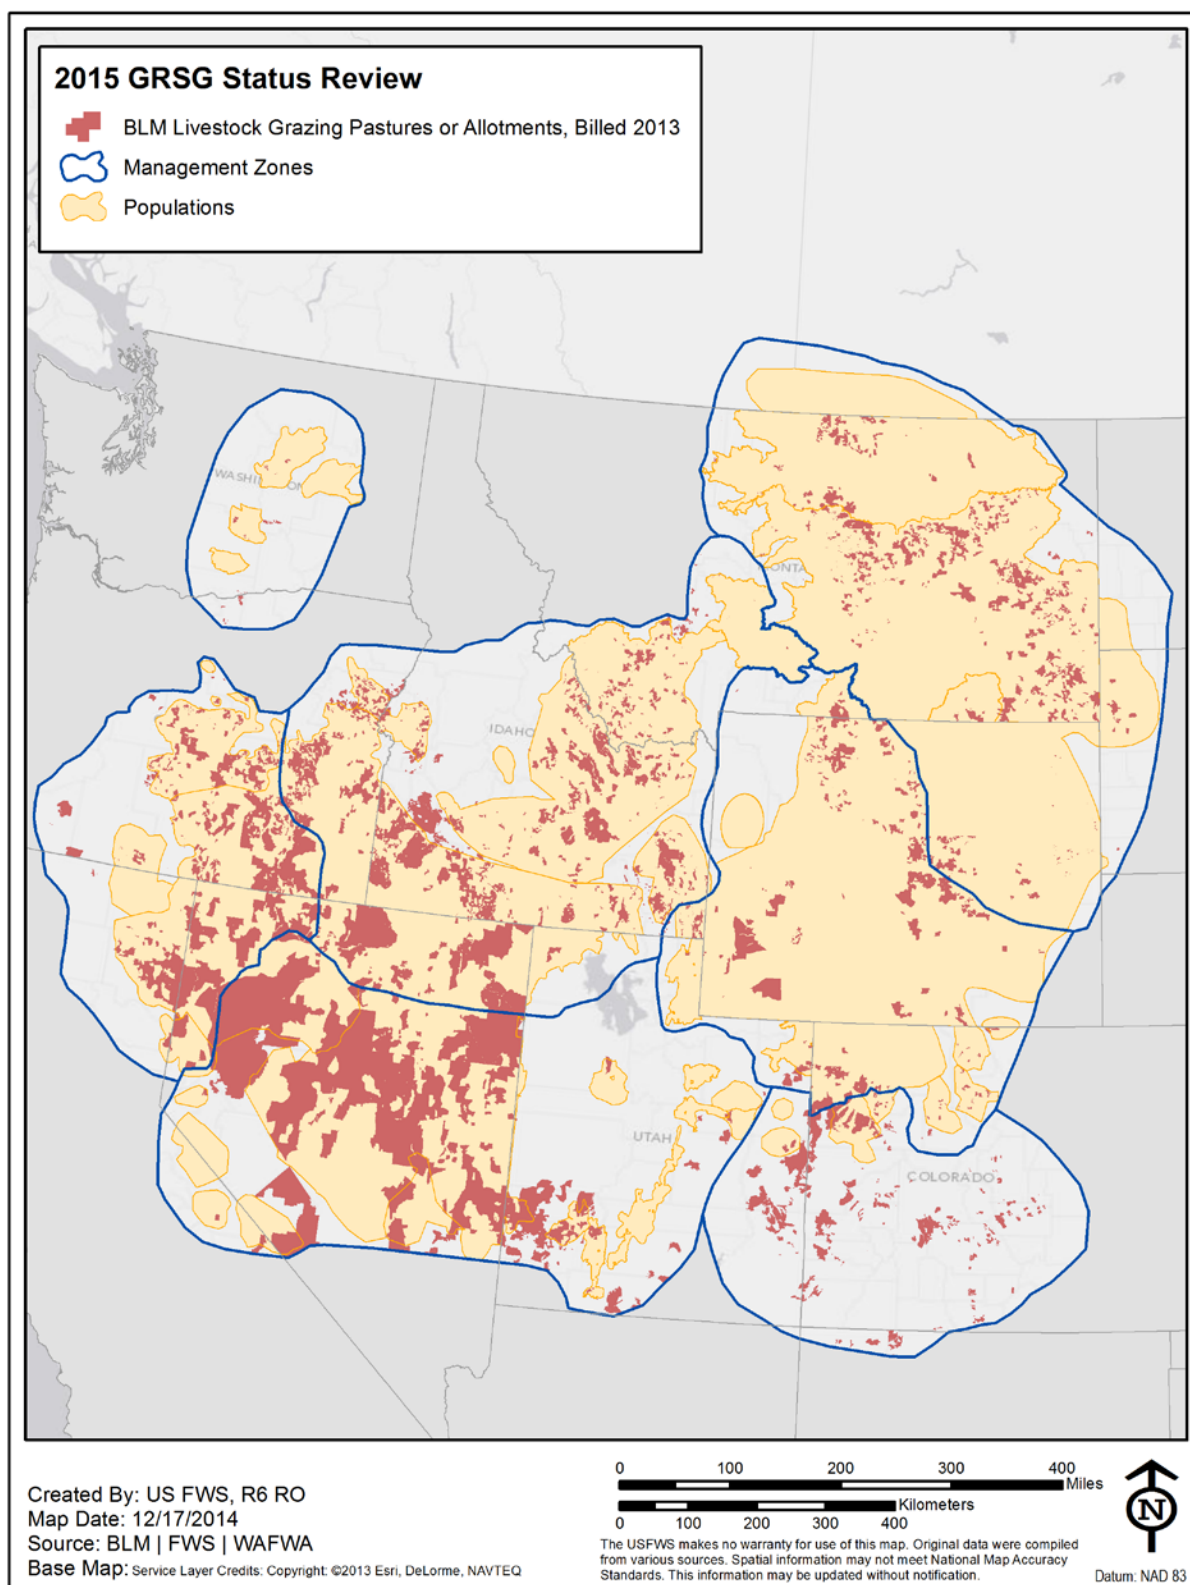 2015 GRSG Status Review
BLM Livestock Grazing Pastures or Allotments, Billed 2013
Management Zones
Populations
WASHINGTON
MONTA
IDAHO
UTAH
COLORADO
0 100 200 300 400
Miles
Kilometers
0 100 200 300 400
Created By: US FWS, R6 RO
Map Date: 12/17/2014
Source: BLM | FWS | WAFWA
Base Map: Service Layer Credits: Copyright: ©2013 Esri, DeLorme, NAVTEQ
The USFWS makes no warranty for use of this map. Original data were compiled
from various sources. Spatial information may not meet National Map Accuracy
Standards. This information may be updated without notification.
N
Datum: NAD 83